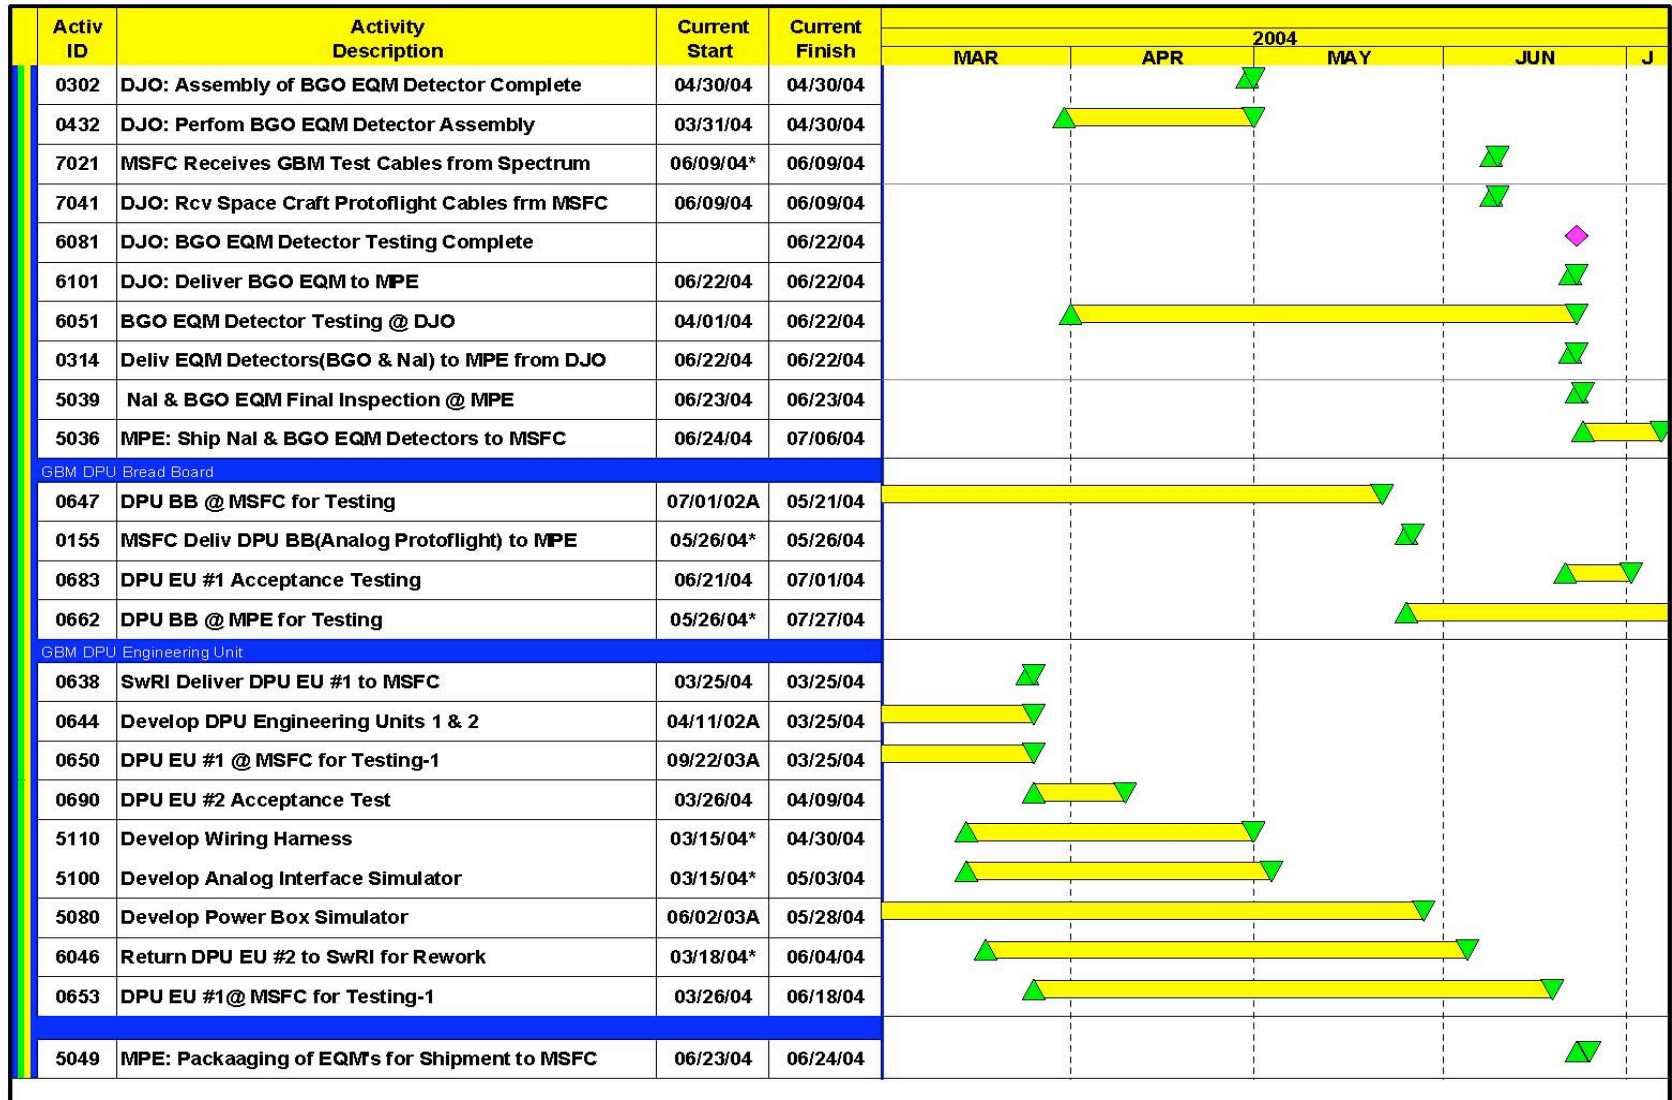 Activ ID Activity Description Current Start Current Finish
2004
MAR APR MAY JUN J
0302 DJO: Assembly of BGO EQM Detector Complete 04/30/04 04/30/04
0432 DJO: Perfom BGO EQM Detector Assembly 03/31/04 04/30/04
7021 MSFC Receives GBM Test Cables from Spectrum 06/09/04* 06/09/04
7041 DJO: Rcv Space Craft Protoflight Cables frm MSFC 06/09/04 06/09/04
6081 DJO: BGO EQM Detector Testing Complete 06/22/04
6101 DJO: Deliver BGO EQM to MPE 06/22/04 06/22/04
6051 BGO EQM Detector Testing @ DJO 04/01/04 06/22/04
0314 Deliv EQM Detectors(BGO & NaI) to MPE from DJO 06/22/04 06/22/04
5039 NaI & BGO EQM Final Inspection @ MPE 06/23/04 06/23/04
5036 MPE: Ship NaI & BGO EQM Detectors to MSFC 06/24/04 07/06/04
GBM DPU Bread Board
0647 DPU BB @ MSFC for Testing 07/01/02A 05/21/04
0155 MSFC Deliv DPU BB(Analog Protoflight) to MPE 05/26/04* 05/26/04
0683 DPU EU #1 Acceptance Testing 06/21/04 07/01/04
0662 DPU BB @ MPE for Testing 05/26/04* 07/27/04
GBM DPU Engineering Unit
0638 SwRI Deliver DPU EU #1 to MSFC 03/25/04 03/25/04
0644 Develop DPU Engineering Units 1 & 2 04/11/02A 03/25/04
0650 DPU EU #1 @ MSFC for Testing-1 09/22/03A 03/25/04
0690 DPU EU #2 Acceptance Test 03/26/04 04/09/04
5110 Develop Wiring Harness 03/15/04* 04/30/04
5100 Develop Analog Interface Simulator 03/15/04* 05/03/04
5080 Develop Power Box Simulator 06/02/03A 05/28/04
6046 Return DPU EU #2 to SwRI for Rework 03/18/04* 06/04/04
0653 DPU EU #1@ MSFC for Testing-1 03/26/04 06/18/04
5049 MPE: Packaaging of EQM's for Shipment to MSFC 06/23/04 06/24/04